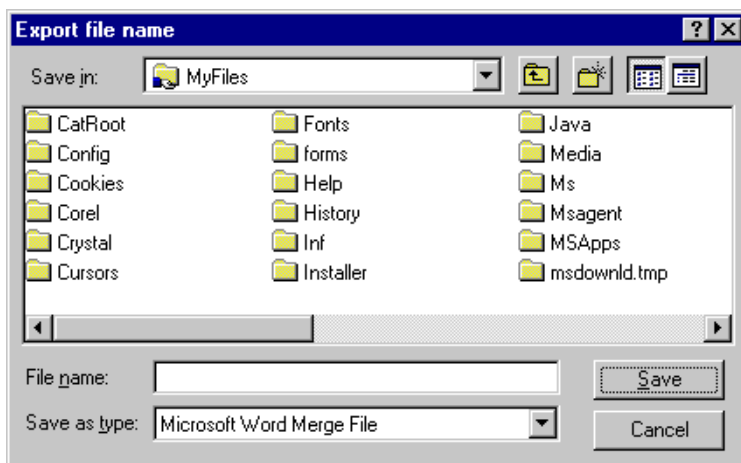 Export file name
Save in: MyFiles
CatRoot Fonts Java
Config forms Media
Cookies Help Ms
Corel History Msagent
Crystal Inf MSApps
Cursors Installer msdownld.tmp
File name: Save
Save as type: Microsoft Word Merge File Cancel